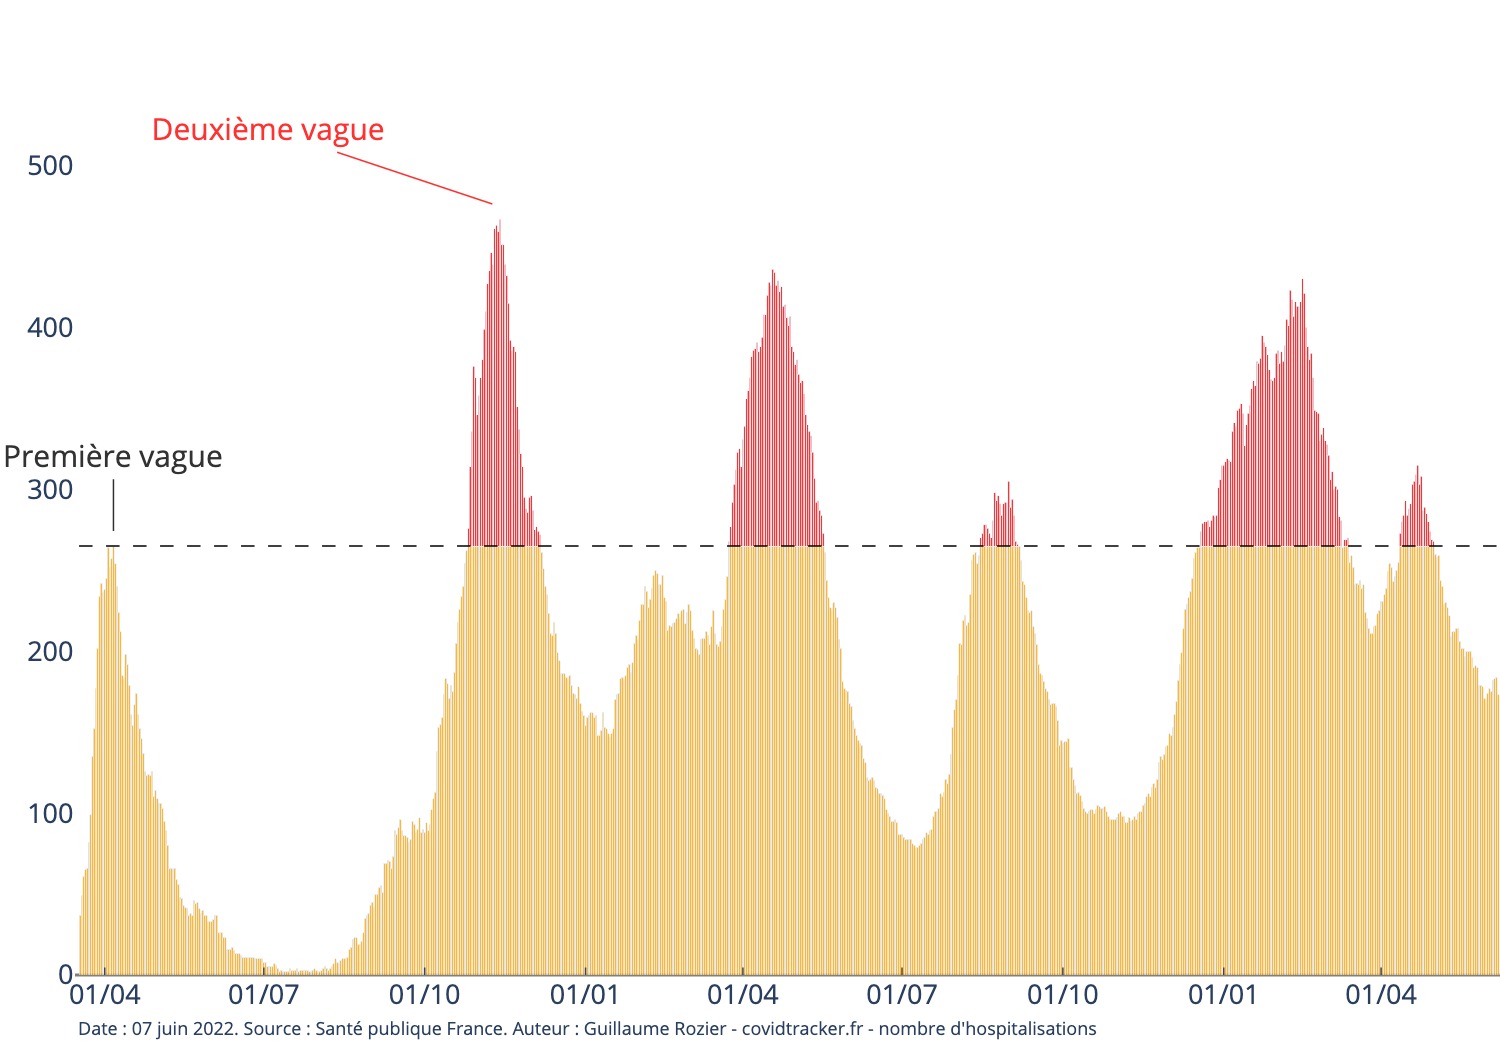 Deuxième vague
500
400
Première vague
300
200
100
0
01/04 01/07 01/10 01/01 01/04 01/07 01/10 01/01 01/04
Date : 07 juin 2022. Source : Santé publique France. Auteur : Guillaume Rozier - covidtracker.fr - nombre d'hospitalisations